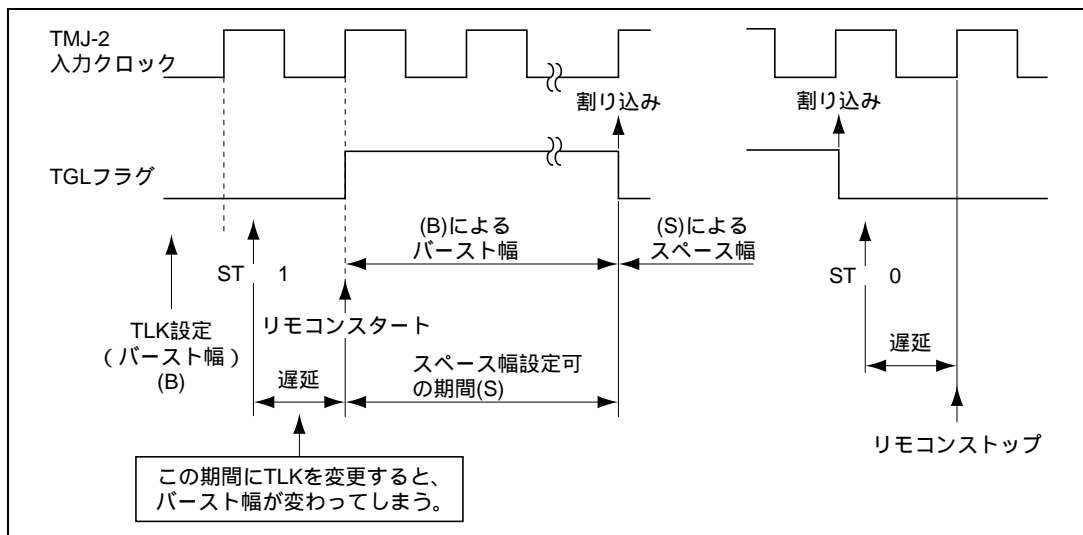 TMJ-2
入力クロック
割り込み
割り込み
TGLフラグ
(B)による
バースト幅
(S)による
スペース幅
ST 1
ST 0
TLK設定
(バースト幅)
(B)
リモコンスタート
遅延
スペース幅設定可
の期間(S)
遅延
リモコンストップ
この期間にTLKを変更すると、
バースト幅が変わってしまう。